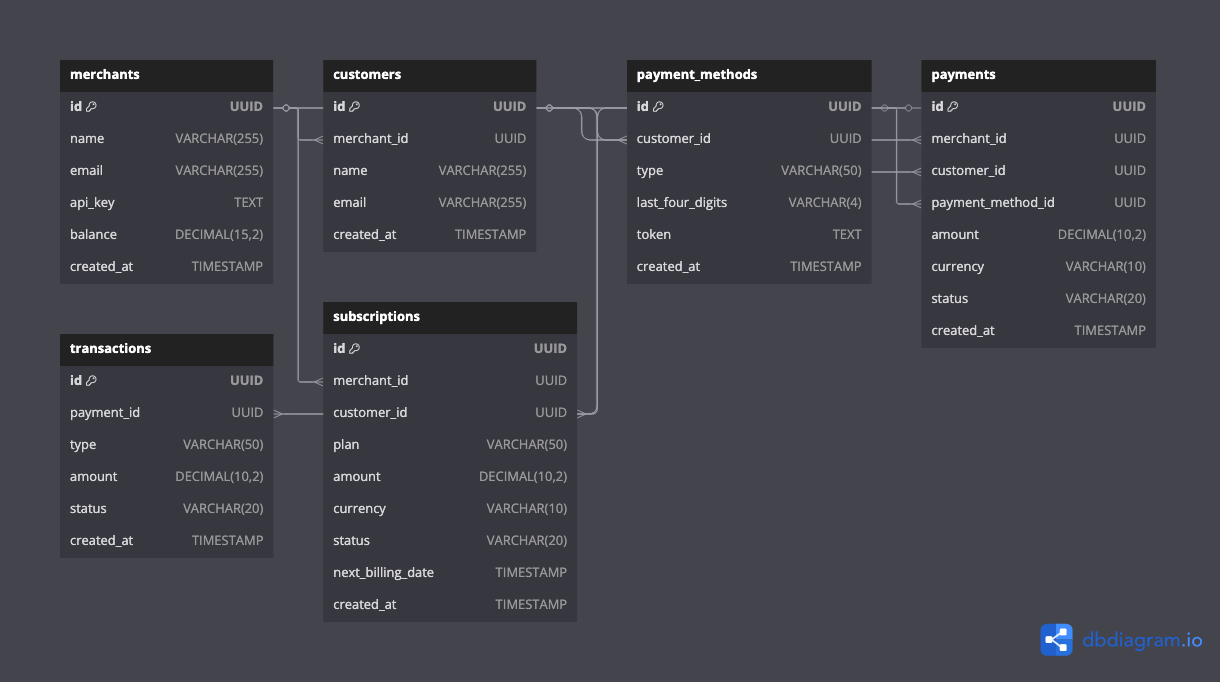 merchants
id UUID
name VARCHAR(255)
email VARCHAR(255)
api_key TEXT
balance DECIMAL(15,2)
created_at TIMESTAMP
customers
id UUID
merchant_id UUID
name VARCHAR(255)
email VARCHAR(255)
created_at TIMESTAMP
payment_methods
id UUID
customer_id UUID
type VARCHAR(50)
last_four_digits VARCHAR(4)
token TEXT
created_at TIMESTAMP
payments
id UUID
merchant_id UUID
customer_id UUID
payment_method_id UUID
amount DECIMAL(10,2)
currency VARCHAR(10)
status VARCHAR(20)
created_at TIMESTAMP
transactions
id UUID
payment_id UUID
type VARCHAR(50)
amount DECIMAL(10,2)
status VARCHAR(20)
created_at TIMESTAMP
subscriptions
id UUID
merchant_id UUID
customer_id UUID
plan VARCHAR(50)
amount DECIMAL(10,2)
currency VARCHAR(10)
status VARCHAR(20)
next_billing_date TIMESTAMP
created_at TIMESTAMP
dbdiagram.io